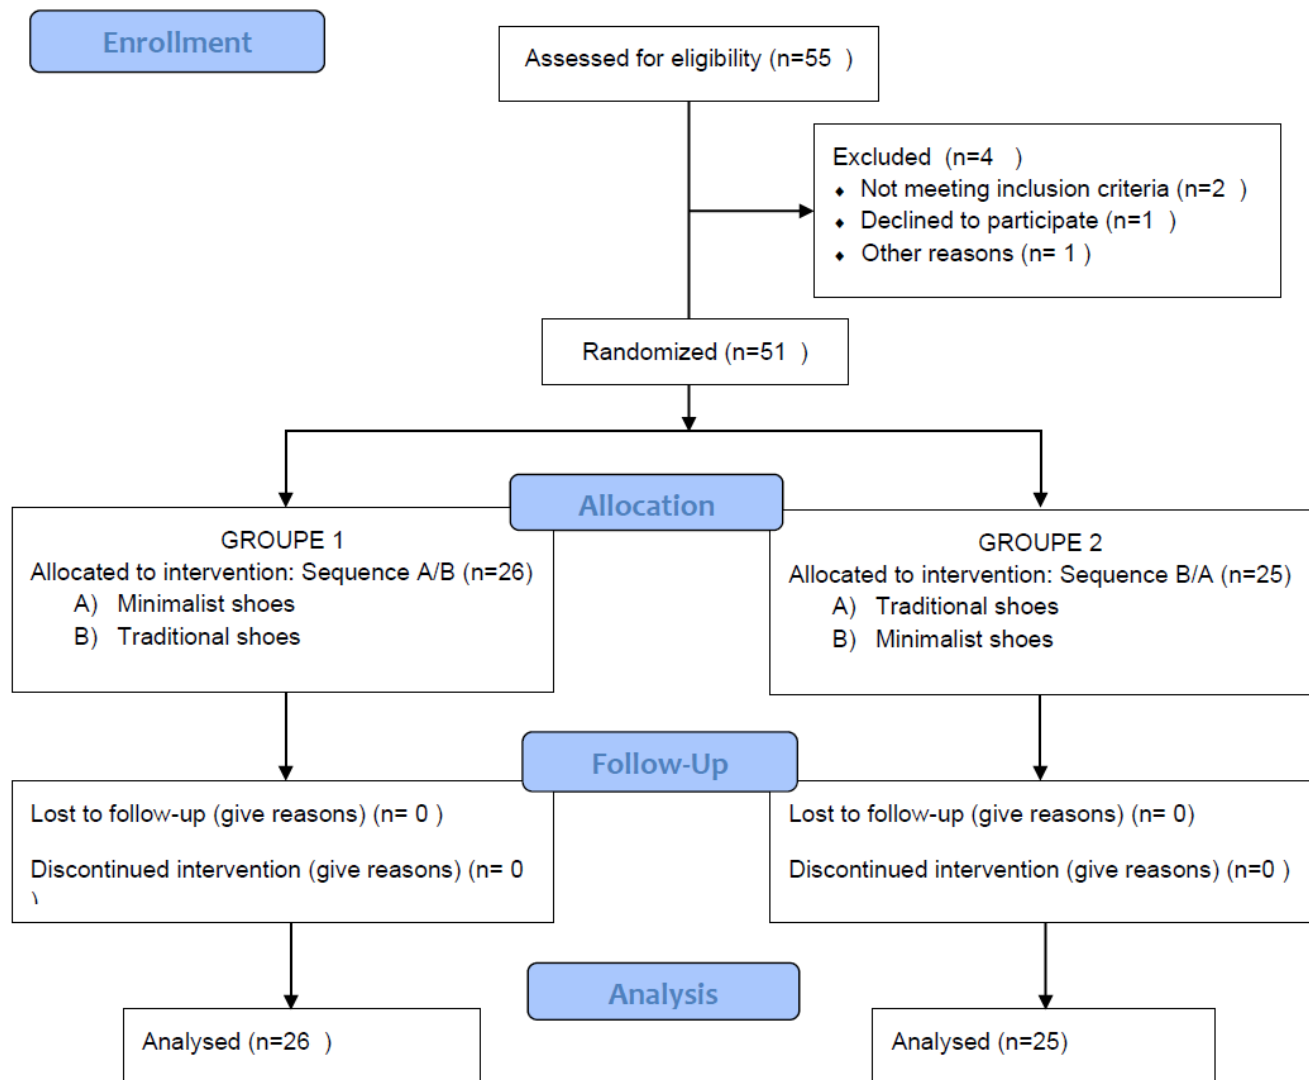 Enrollment
Assessed for eligibility (n=55  )
Excluded  (n=4   )
⬧ Not meeting inclusion criteria (n=2  )
⬧ Declined to participate (n=1  )
⬧ Other reasons (n= 1 )
Randomized (n=51  )
Allocation
GROUPE 1
Allocated to intervention: Sequence A/B (n=26)
A) Minimalist shoes
B) Traditional shoes
GROUPE 2
Allocated to intervention: Sequence B/A (n=25)
A) Traditional shoes
B) Minimalist shoes
Follow-Up
Lost to follow-up (give reasons) (n= 0 )
Discontinued intervention (give reasons) (n= 0
)
Lost to follow-up (give reasons) (n= 0)
Discontinued intervention (give reasons) (n=0 )
Analysis
Analysed (n=26  )
Analysed (n=25)